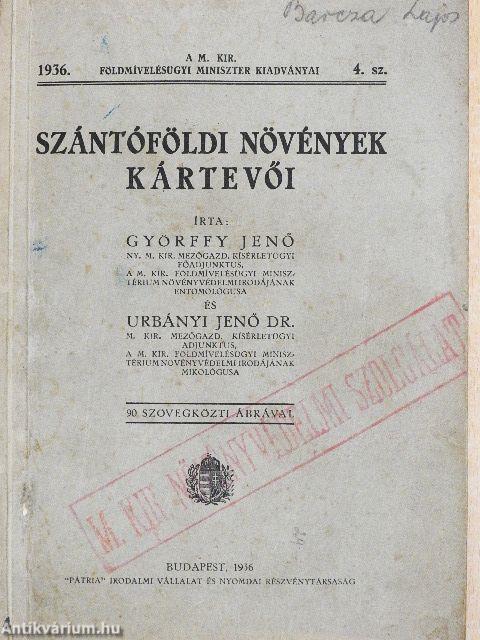 Barcza Lajos
A M. KIR.
1936. FÖLDMÍVELÉSÜGYI MINISZTER KIADVÁNYAI 4. sz.
SZÁNTÓFÖLDI NÖVÉNYEK
KÁRTEVŐI
ÍRTA:
GYÖRFFY JENŐ
NY. M. KIR. MEZŐGAZD. KÍSÉRLETÜGYI
FŐADJUNKTUS,
A M. KIR. FÖLDMÍVELÉSÜGYI MINISZ-
TÉRIUM NÖVÉNYVÉDELMI IRODÁJÁNAK
ENTOMOLÓGUSA
ÉS
URBÁNYI JENŐ DR.
M. KIR. MEZŐGAZD. KÍSÉRLETÜGYI
ADJUNKTUS,
A M. KIR. FÖLDMÍVELÉSÜGYI MINISZ-
TÉRIUM NÖVÉNYVÉDELMI IRODÁJÁNAK
MIKOLÓGUSA
90 SZÖVEGKÖZTI ÁBRÁVAL
M. KIR. NÖVÉNYVÉDELMI SZOLGÁLAT
BUDAPEST, 1936
"PÁTRIA" IRODALMI VÁLLALAT ÉS NYOMDAI RÉSZVÉNYTÁRSASÁG
Antikvárium.hu